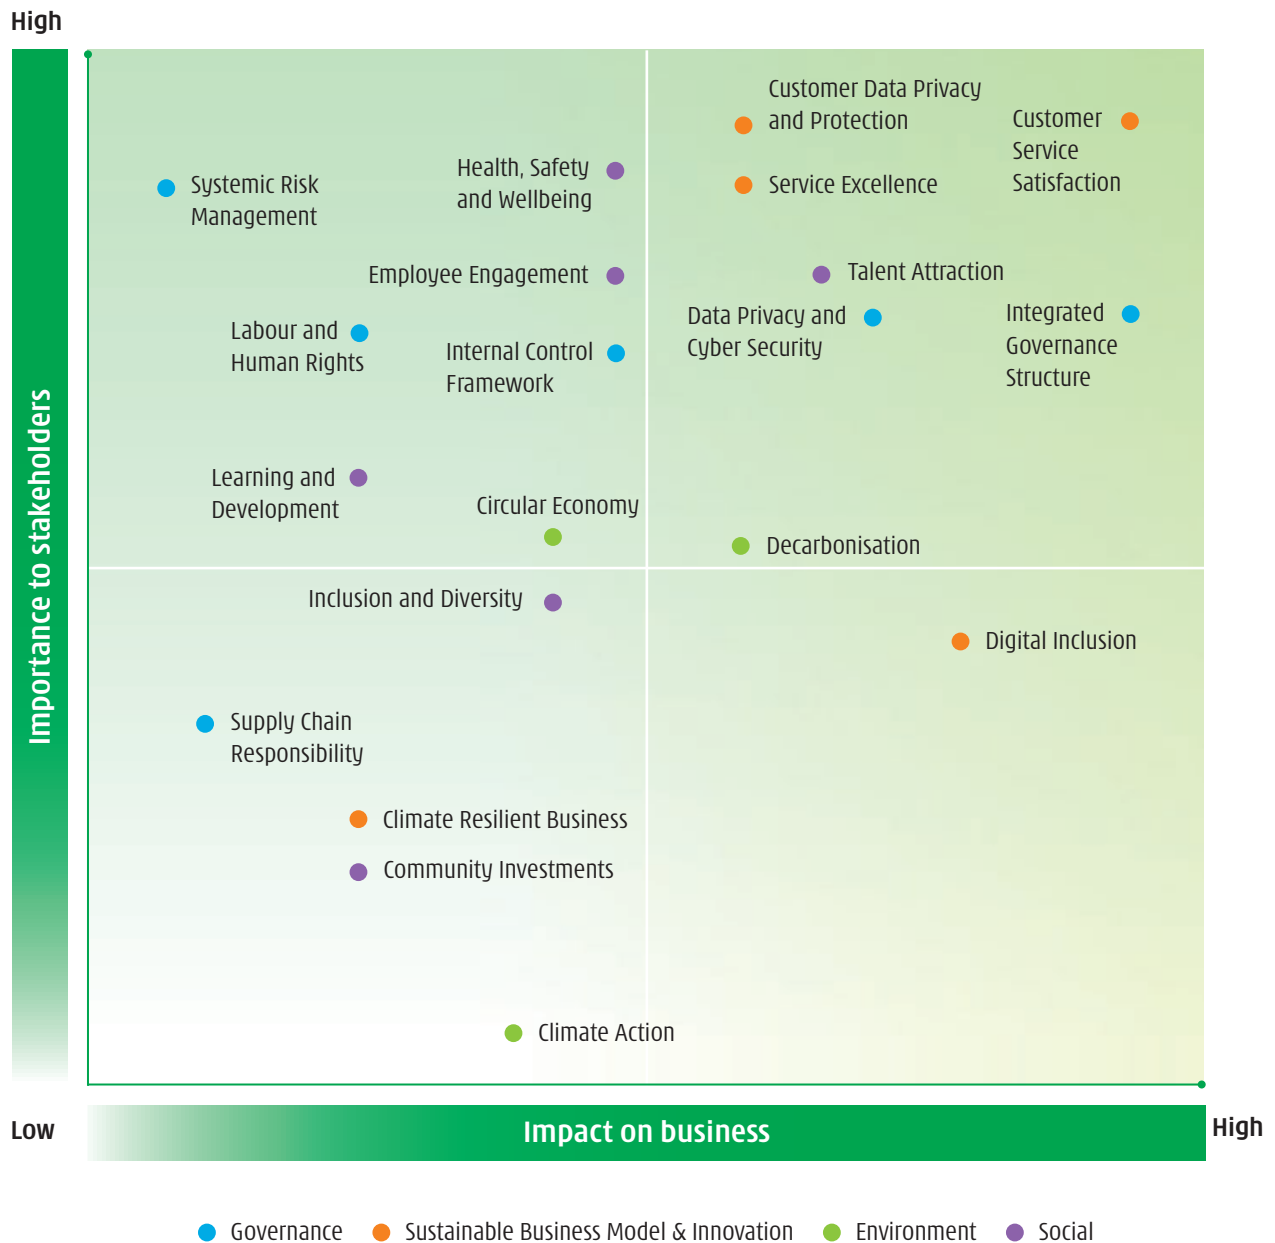 High
Customer Data Privacy
and Protection
Customer
Service
Satisfaction
Health, Safety
and Wellbeing
Systemic Risk
Management
Service Excellence
Employee Engagement
Talent Attraction
Labour and
Human Rights
Internal Control
Framework
Data Privacy and
Cyber Security
Integrated
Governance
Structure
Importance to stakeholders
Learning and
Development
Circular Economy
Decarbonisation
Inclusion and Diversity
Digital Inclusion
Supply Chain
Responsibility
Climate Resilient Business
Community Investments
Climate Action
Low
Impact on business
High
Governance
Sustainable Business Model & Innovation
Environment
Social